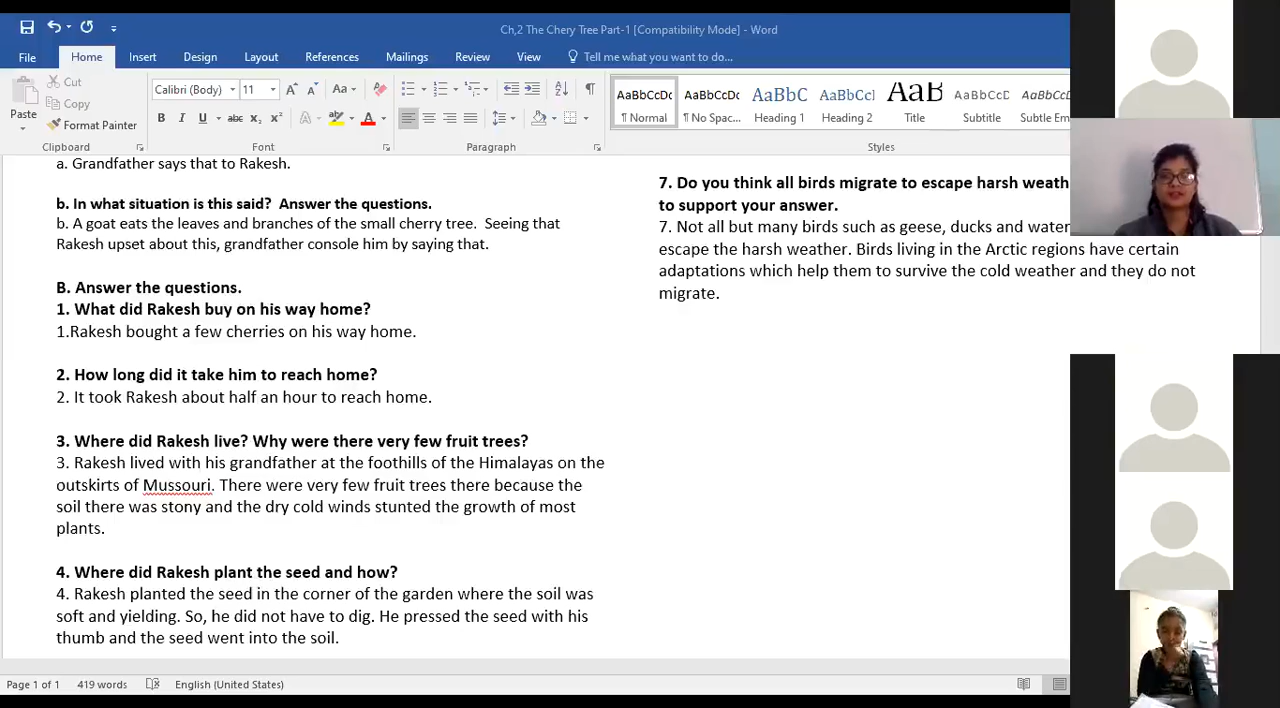 Ch,2 The Chery Tree Part-1 [Compatibility Mode] - Word
File Home Insert Design Layout References Mailings Review View Tell me what you want to do...
Cut
Copy
Paste
Format Painter
Clipboard
Calibri (Body) 11
Aa
B I U abc x₂ x²
Font
Paragraph
AaBbCcDc AaBbCcDc AaBbC AaBbCcl AaB AaBbCcD AaBbCcD
¶ Normal ¶ No Spac... Heading 1 Heading 2 Title Subtitle Subtle Em
Styles
a. Grandfather says that to Rakesh.
b. In what situation is this said? Answer the questions.
b. A goat eats the leaves and branches of the small cherry tree. Seeing that
Rakesh upset about this, grandfather console him by saying that.
B. Answer the questions.
1. What did Rakesh buy on his way home?
1.Rakesh bought a few cherries on his way home.
2. How long did it take him to reach home?
2. It took Rakesh about half an hour to reach home.
3. Where did Rakesh live? Why were there very few fruit trees?
3. Rakesh lived with his grandfather at the foothills of the Himalayas on the
outskirts of Mussouri. There were very few fruit trees there because the
soil there was stony and the dry cold winds stunted the growth of most
plants.
4. Where did Rakesh plant the seed and how?
4. Rakesh planted the seed in the corner of the garden where the soil was
soft and yielding. So, he did not have to dig. He pressed the seed with his
thumb and the seed went into the soil.
7. Do you think all birds migrate to escape harsh weath
to support your answer.
7. Not all but many birds such as geese, ducks and water
escape the harsh weather. Birds living in the Arctic regions have certain
adaptations which help them to survive the cold weather and they do not
migrate.
Page 1 of 1 419 words English (United States)